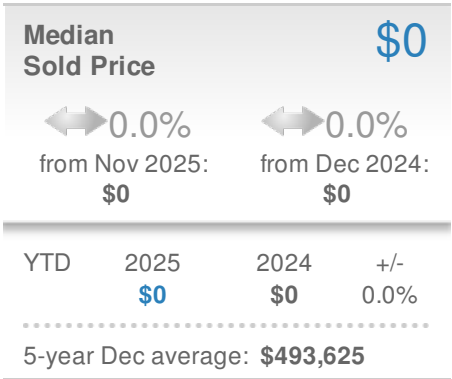 Median
Sold Price
$0
0.0% 0.0%
from Nov 2025: from Dec 2024:
$0 $0
YTD 2025 2024 +/-
$0 $0 0.0%
5-year Dec average: $493,625